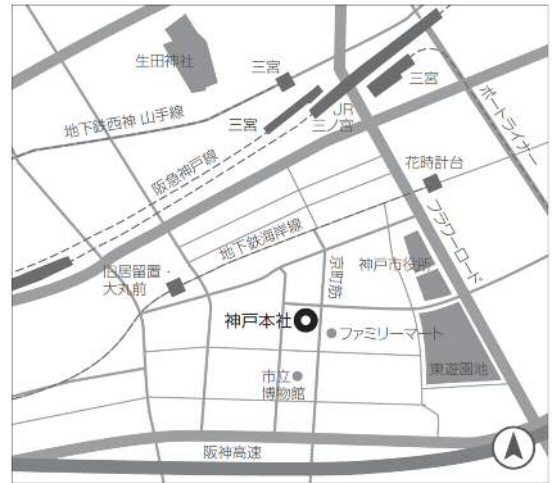 生田神社
三宮
三宮
地下鉄西神 山手線
三宮
JR
三ノ宮
ポートライナー
阪急神戸線
花時計台
フラワーロード
地下鉄海岸線
旧居留置・
大丸前
京町筋
神戸市役所
神戸本社
ファミリーマート
市立
博物館
東遊園地
阪神高速